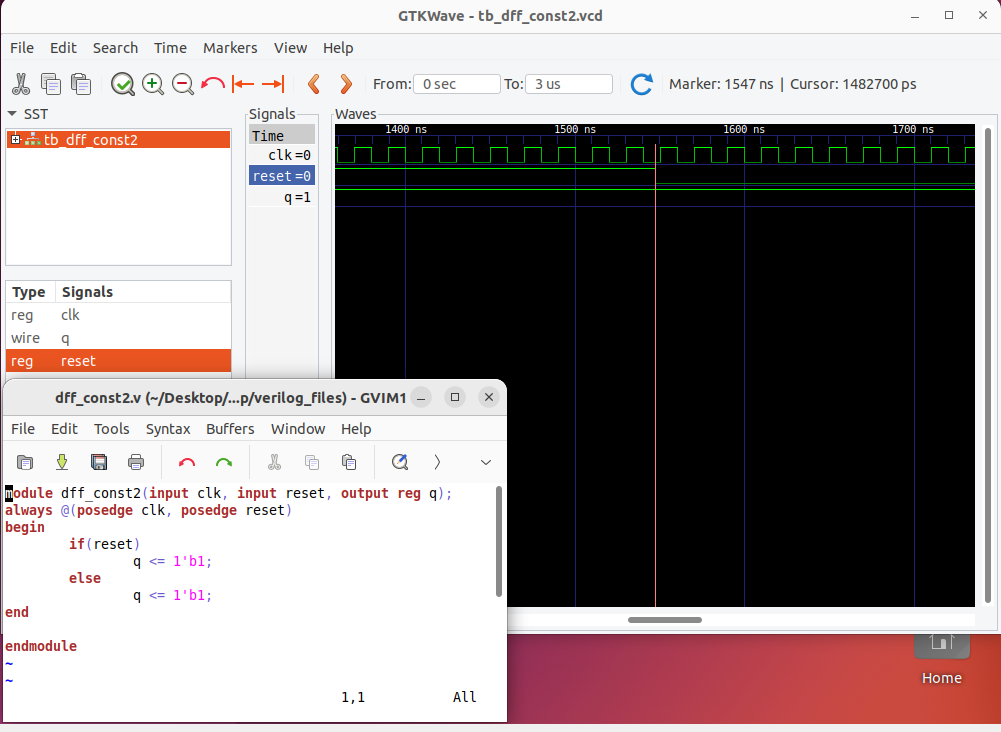 GTKWave - tb_dff_const2.vcd
File Edit Search Time Markers View Help
From: 0 sec To: 3 us Marker: 1547 ns | Cursor: 1482700 ps
SST
tb_dff_const2
Type Signals
reg clk
wire q
reg reset
Signals
Time
clk =0
reset =0
q =1
Waves
1400 ns 1500 ns 1600 ns 1700 ns
dff_const2.v (~/Desktop/...p/verilog_files) - GVIM1
File Edit Tools Syntax Buffers Window Help
module dff_const2(input clk, input reset, output reg q);
always @(posedge clk, posedge reset)
begin
if(reset)
q <= 1'b1;
else
q <= 1'b1;
end
endmodule
~
~
1,1 All
Home